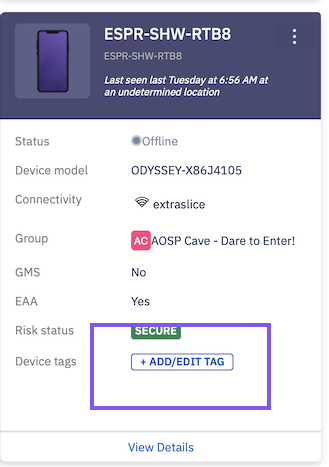 ESPR-SHW-RTB8
ESPR-SHW-RTB8
Last seen last Tuesday at 6:56 AM at
an undetermined location
Status Offline
Device model ODYSSEY-X86J4105
Connectivity extraslice
Group AC AOSP Cave - Dare to Enter!
GMS No
EAA Yes
Risk status SECURE
Device tags + ADD/EDIT TAG
View Details